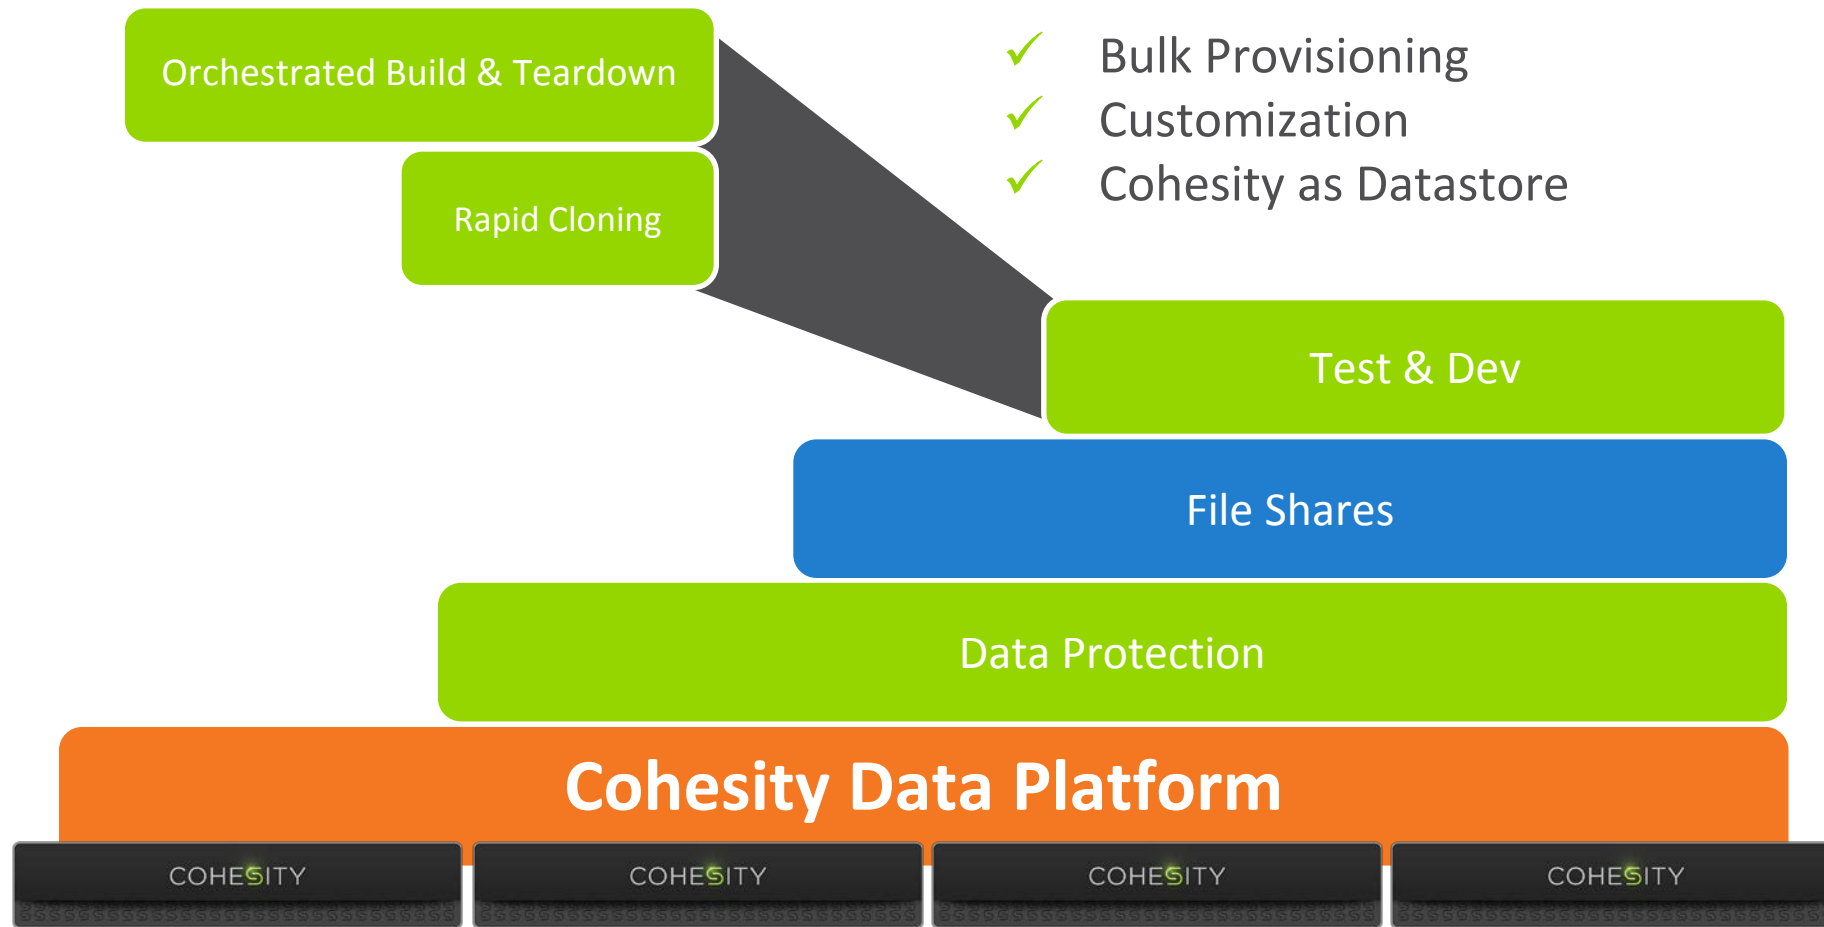 Orchestrated Build & Teardown
Rapid Cloning
✓ Bulk Provisioning
✓ Customization
✓ Cohesity as Datastore
Test & Dev
File Shares
Data Protection
Cohesity Data Platform
COHESITY
COHESITY
COHESITY
COHESITY